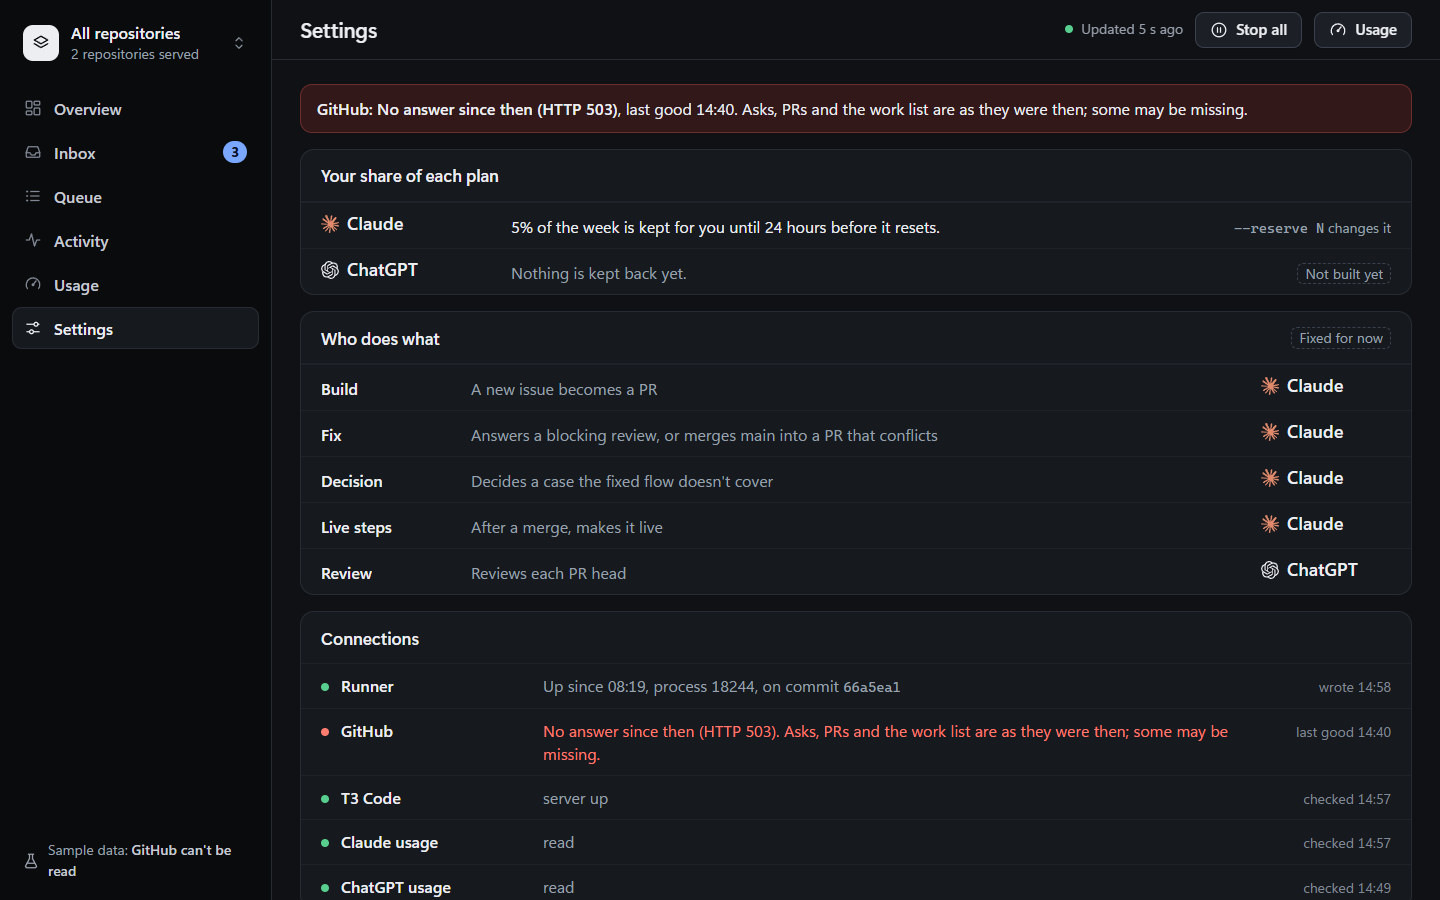 All repositories
2 repositories served
Overview
Inbox 3
Queue
Activity
Usage
Settings
Sample data: GitHub can't be
read
Settings
Updated 5 s ago
Stop all
Usage
GitHub: No answer since then (HTTP 503), last good 14:40. Asks, PRs and the work list are as they were then; some may be missing.
Your share of each plan
Claude 5% of the week is kept for you until 24 hours before it resets. --reserve N changes it
ChatGPT Nothing is kept back yet. Not built yet
Who does what Fixed for now
Build A new issue becomes a PR Claude
Fix Answers a blocking review, or merges main into a PR that conflicts Claude
Decision Decides a case the fixed flow doesn't cover Claude
Live steps After a merge, makes it live Claude
Review Reviews each PR head ChatGPT
Connections
Runner Up since 08:19, process 18244, on commit 66a5ea1 wrote 14:58
GitHub No answer since then (HTTP 503). Asks, PRs and the work list are as they were then; some may be last good 14:40
missing.
T3 Code server up checked 14:57
Claude usage read checked 14:57
ChatGPT usage read checked 14:49